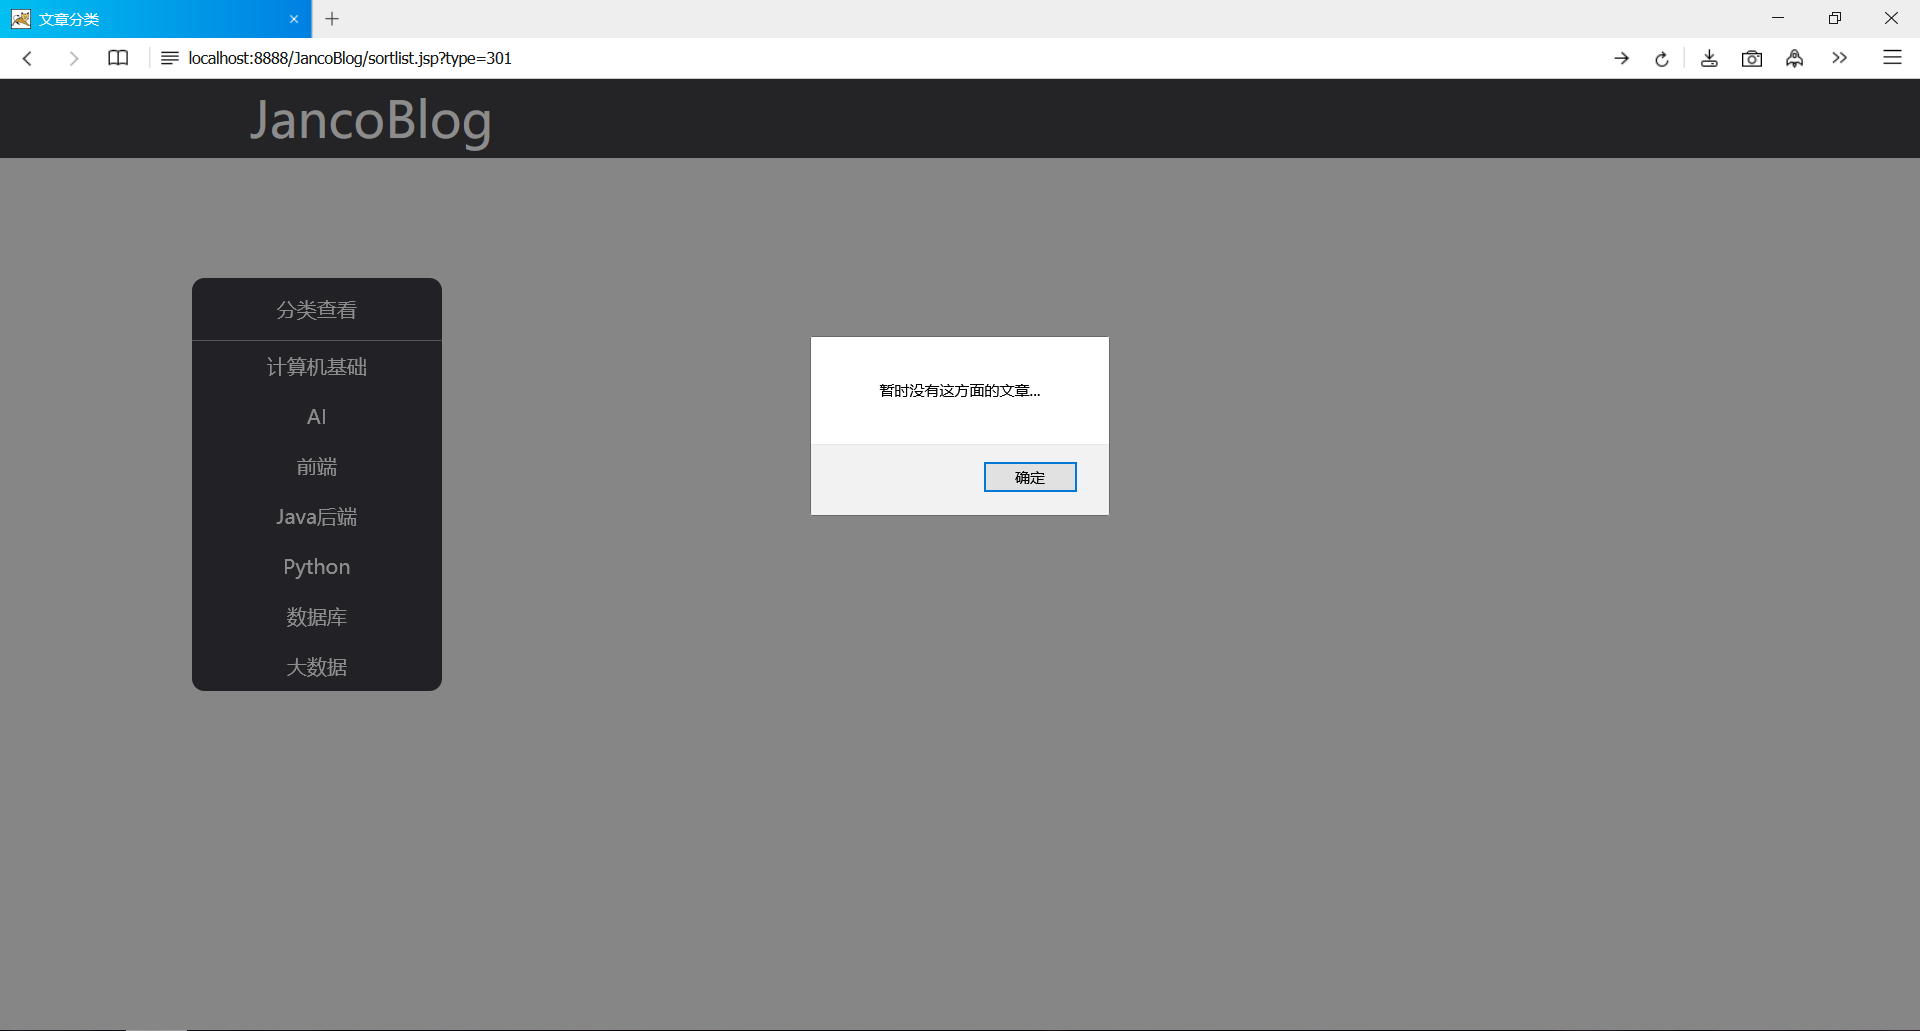 文章分类
localhost:8888/JancoBlog/sortlist.jsp?type=301
JancoBlog
分类查看
计算机基础
AI
前端
Java后端
Python
数据库
大数据
暂时没有这方面的文章...
确定